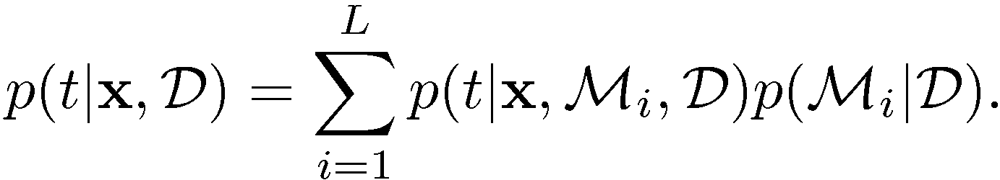 p(t|𝐱, 𝒟) = ∑_{i=1}^{L} p(t|𝐱, ℳ_i, 𝒟)p(ℳ_i|𝒟).